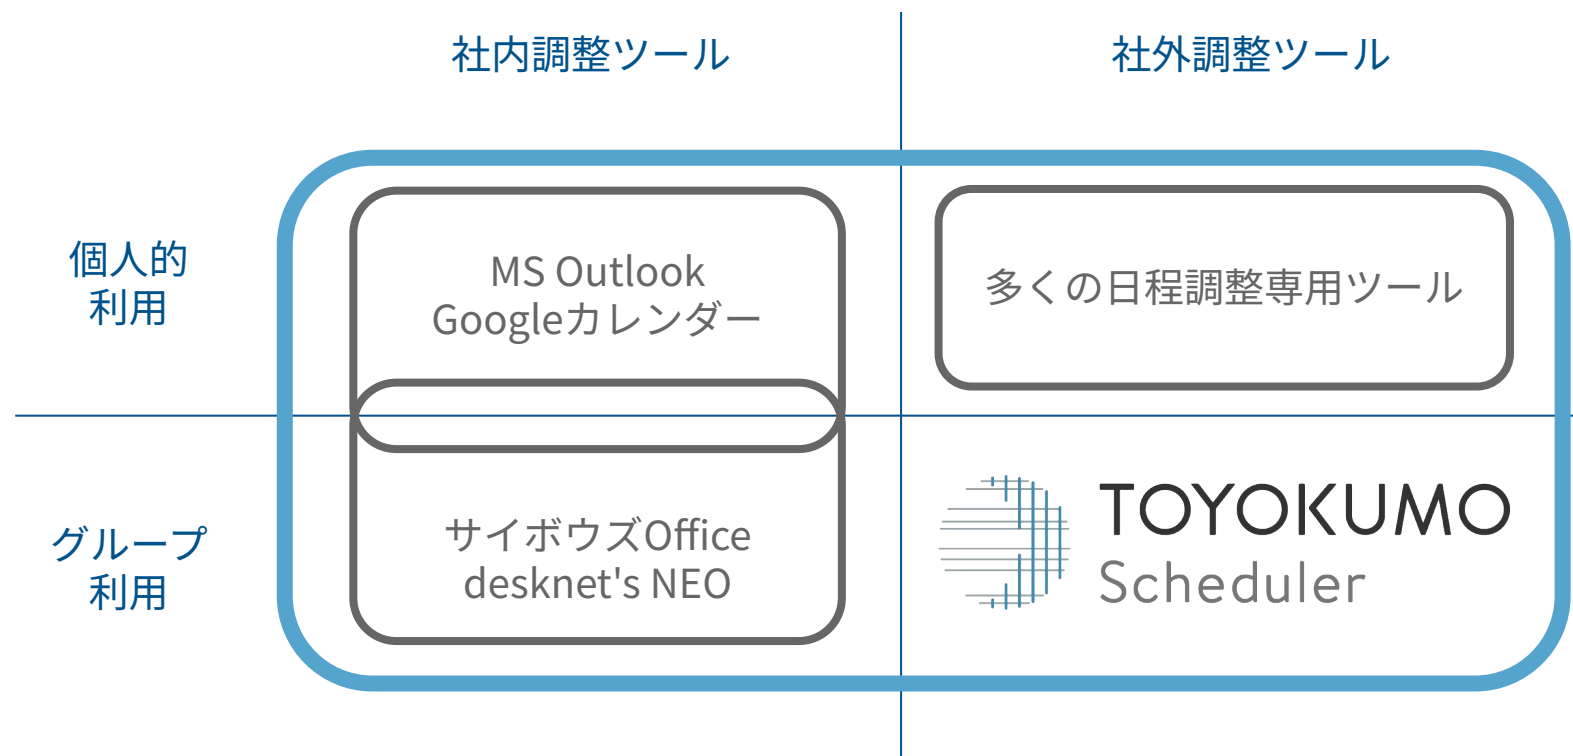 社内調整ツール
社外調整ツール
個人的
利用
MS Outlook
Googleカレンダー
多くの日程調整専用ツール
グループ
利用
サイボウズOffice
desknet's NEO
TOYOKUMO
Scheduler